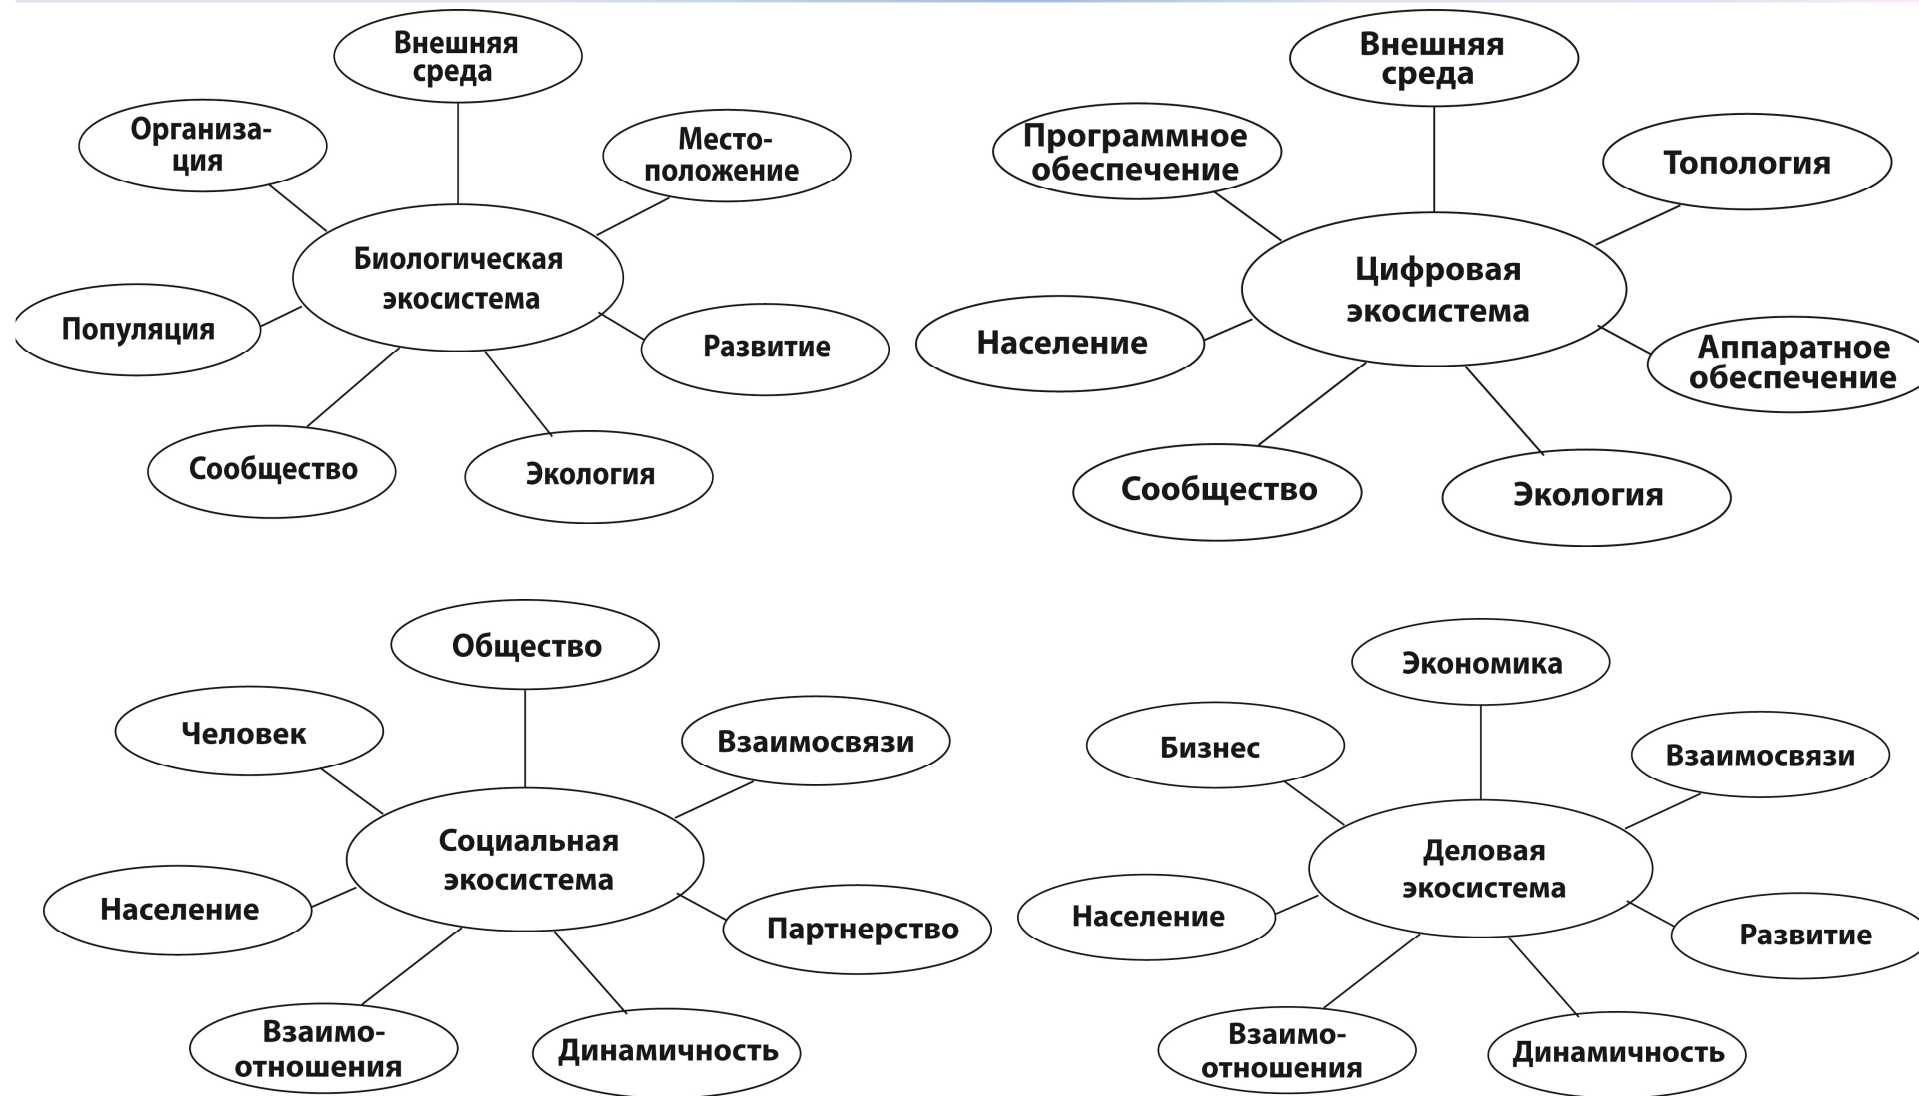 Внешняя
среда
Организа-
ция
Место-
положение
Биологическая
экосистема
Популяция
Развитие
Сообщество
Экология
Внешняя
среда
Программное
обеспечение
Топология
Цифровая
экосистема
Население
Аппаратное
обеспечение
Сообщество
Экология
Общество
Человек
Взаимосвязи
Социальная
экосистема
Население
Партнерство
Взаимо-
отношения
Динамичность
Экономика
Бизнес
Взаимосвязи
Деловая
экосистема
Население
Развитие
Взаимо-
отношения
Динамичность